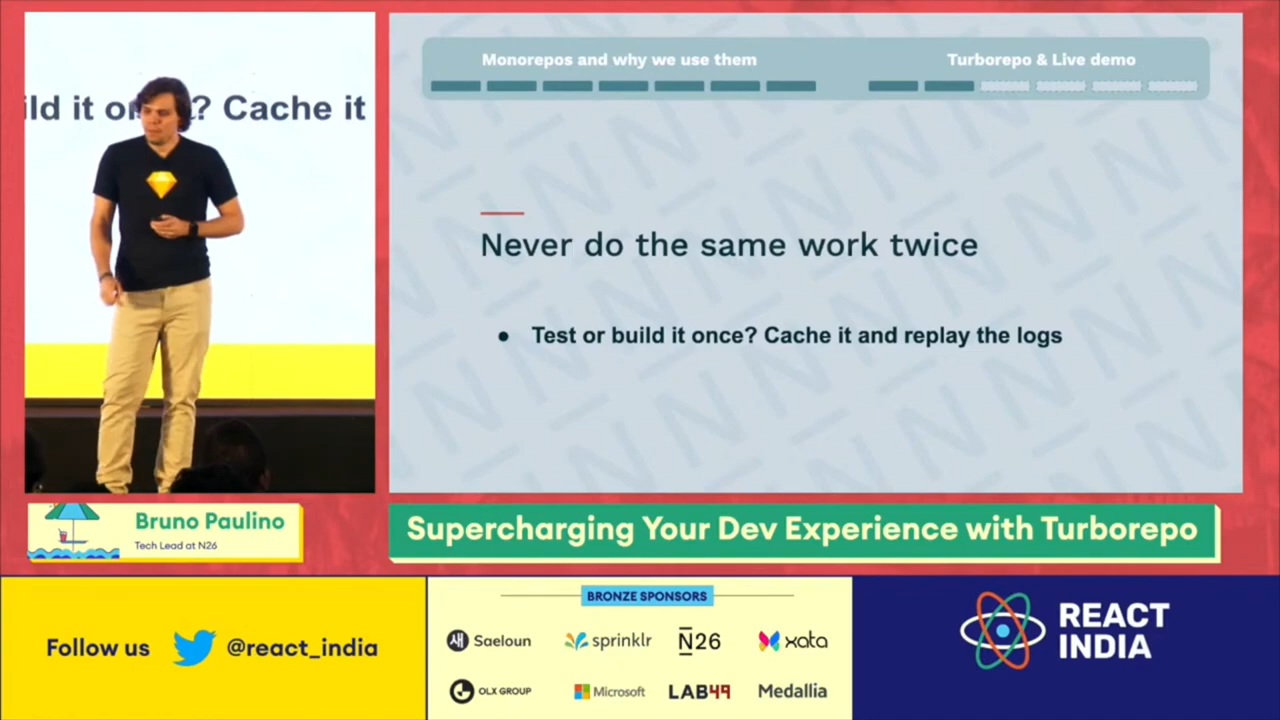 ild it on ? Cache it
Monorepos and why we use them
Turborepo & Live demo
Never do the same work twice
● Test or build it once? Cache it and replay the logs
Bruno Paulino
Tech Lead at N26
Supercharging Your Dev Experience with Turborepo
Follow us @react_india
BRONZE SPONSORS
새 Saeloun sprinklr N26 xata
OLX GROUP Microsoft LAB49 Medallia
REACT
INDIA